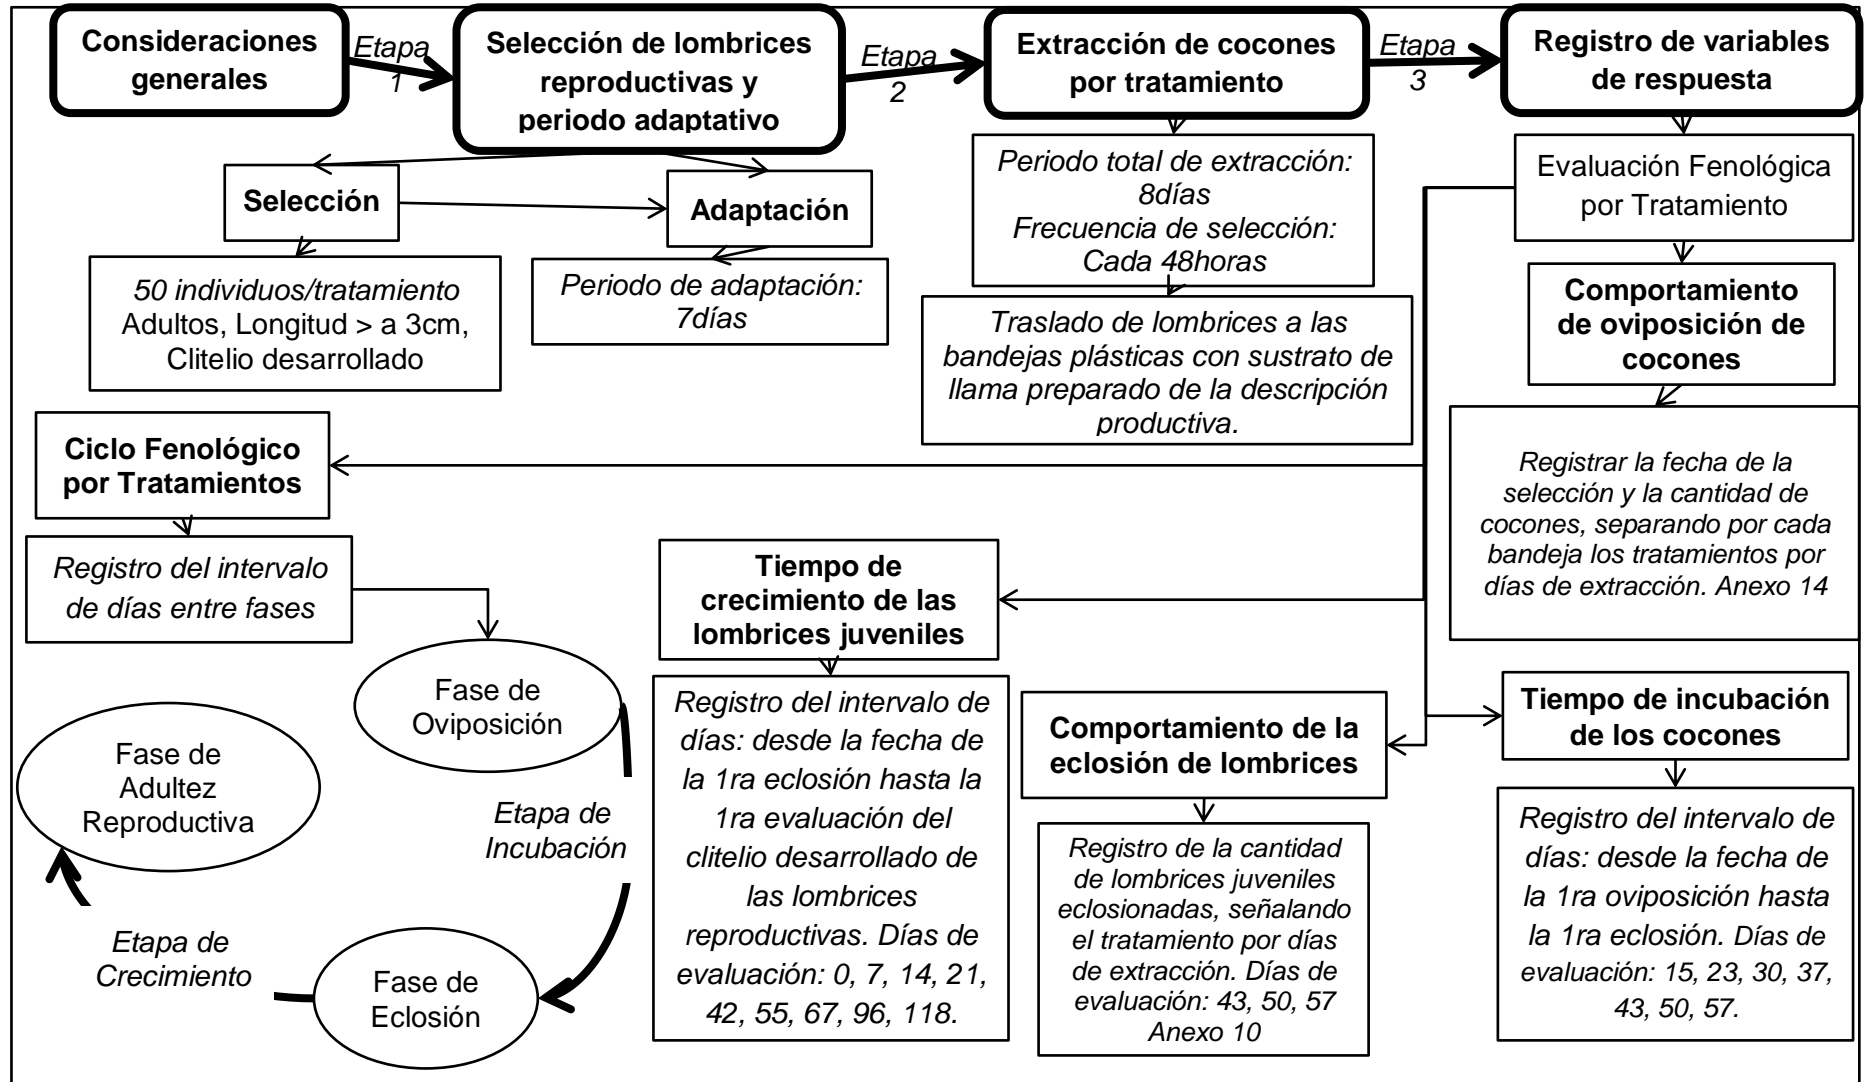 Consideraciones
generales
Etapa
1
Selección de lombrices
reproductivas y
periodo adaptativo
Etapa
2
Extracción de cocones
por tratamiento
Etapa
3
Registro de variables
de respuesta
Selección
Adaptación
50 individuos/tratamiento
Adultos, Longitud > a 3cm,
Clitelio desarrollado
Periodo de adaptación:
7días
Periodo total de extracción:
8días
Frecuencia de selección:
Cada 48horas
Traslado de lombrices a las
bandejas plásticas con sustrato de
llama preparado de la descripción
productiva.
Evaluación Fenológica
por Tratamiento
Comportamiento
de oviposición de
cocones
Registrar la fecha de la
selección y la cantidad de
cocones, separando por cada
bandeja los tratamientos por
días de extracción. Anexo 14
Ciclo Fenológico
por Tratamientos
Registro del intervalo
de días entre fases
Fase de
Oviposición
Etapa de
Incubación
Fase de
Eclosión
Etapa de
Crecimiento
Fase de
Adultez
Reproductiva
Tiempo de
crecimiento de las
lombrices juveniles
Registro del intervalo de
días: desde la fecha de
la 1ra eclosión hasta la
1ra evaluación del
clitelio desarrollado de
las lombrices
reproductivas. Días de
evaluación: 0, 7, 14, 21,
42, 55, 67, 96, 118.
Comportamiento de la
eclosión de lombrices
Registro de la cantidad
de lombrices juveniles
eclosionadas, señalando
el tratamiento por días
de extracción. Días de
evaluación: 43, 50, 57
Anexo 10
Tiempo de incubación
de los cocones
Registro del intervalo de
días: desde la fecha de
la 1ra oviposición hasta
la 1ra eclosión. Días de
evaluación: 15, 23, 30, 37,
43, 50, 57.